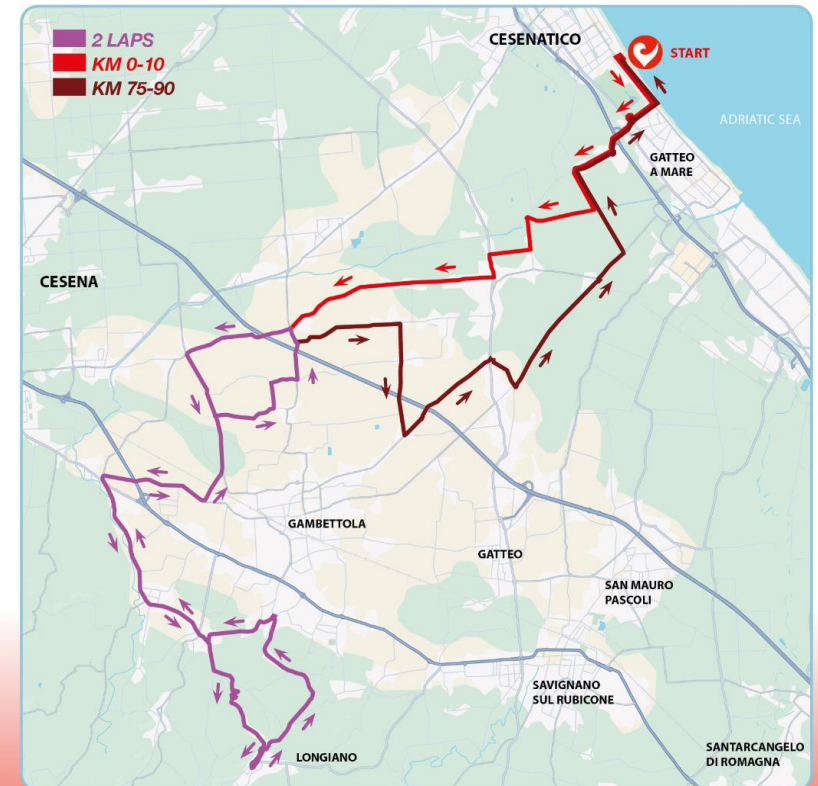 2 LAPS
KM 0-10
KM 75-90
CESENATICO
START
ADRIATIC SEA
GATTEO
A MARE
CESENA
GAMBETTOLA
GATTEO
SAN MAURO
PASCOLI
SAVIGNANO
SUL RUBICONE
LONGIANO
SANTARCANGELO
DI ROMAGNA